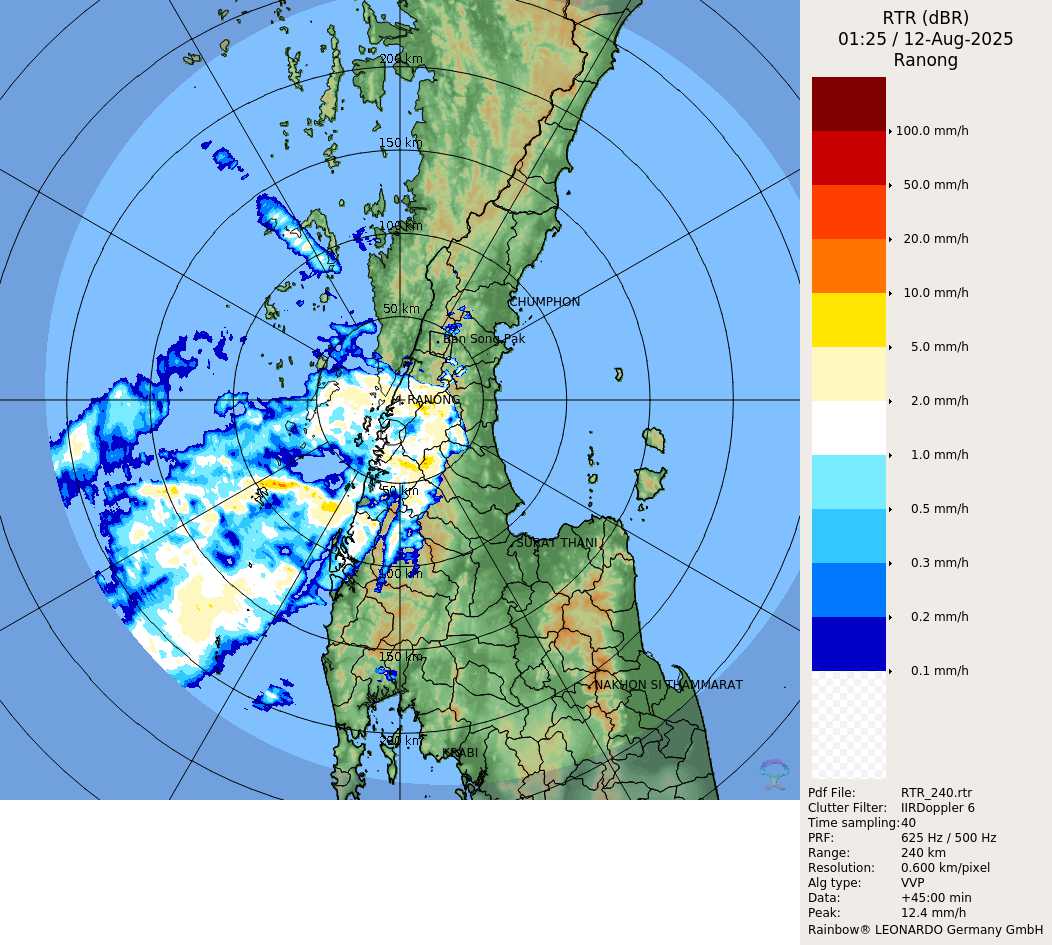 RTR (dBR)
01:25 / 12-Aug-2025
Ranong
200 km
150 km
100 km
50 km
CHUMPHON
Ban Song Pak
RANONG
50 km
SURAT THANI
100 km
150 km
NAKHON SI THAMMARAT
200 km
KRABI
100.0 mm/h
50.0 mm/h
20.0 mm/h
10.0 mm/h
5.0 mm/h
2.0 mm/h
1.0 mm/h
0.5 mm/h
0.3 mm/h
0.2 mm/h
0.1 mm/h
Pdf File: RTR_240.rtr
Clutter Filter: IIRDoppler 6
Time sampling:40
PRF: 625 Hz / 500 Hz
Range: 240 km
Resolution: 0.600 km/pixel
Alg type: VVP
Data: +45:00 min
Peak: 12.4 mm/h
Rainbow® LEONARDO Germany GmbH